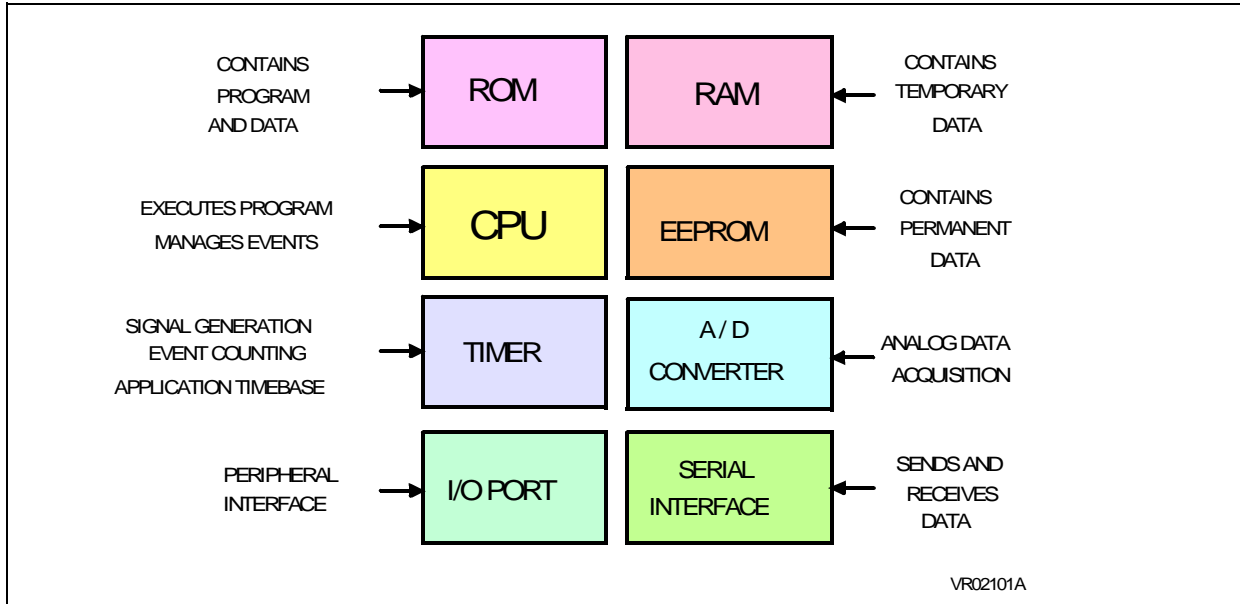 CONTAINS
PROGRAM
AND DATA
ROM
RAM
CONTAINS
TEMPORARY
DATA
EXECUTES PROGRAM
MANAGES EVENTS
CPU
EEPROM
CONTAINS
PERMANENT
DATA
SIGNAL GENERATION
EVENT COUNTING
APPLICATION TIMEBASE
TIMER
A / D
CONVERTER
ANALOG DATA
ACQUISITION
PERIPHERAL
INTERFACE
I/O PORT
SERIAL
INTERFACE
SENDS AND
RECEIVES
DATA
VR02101A